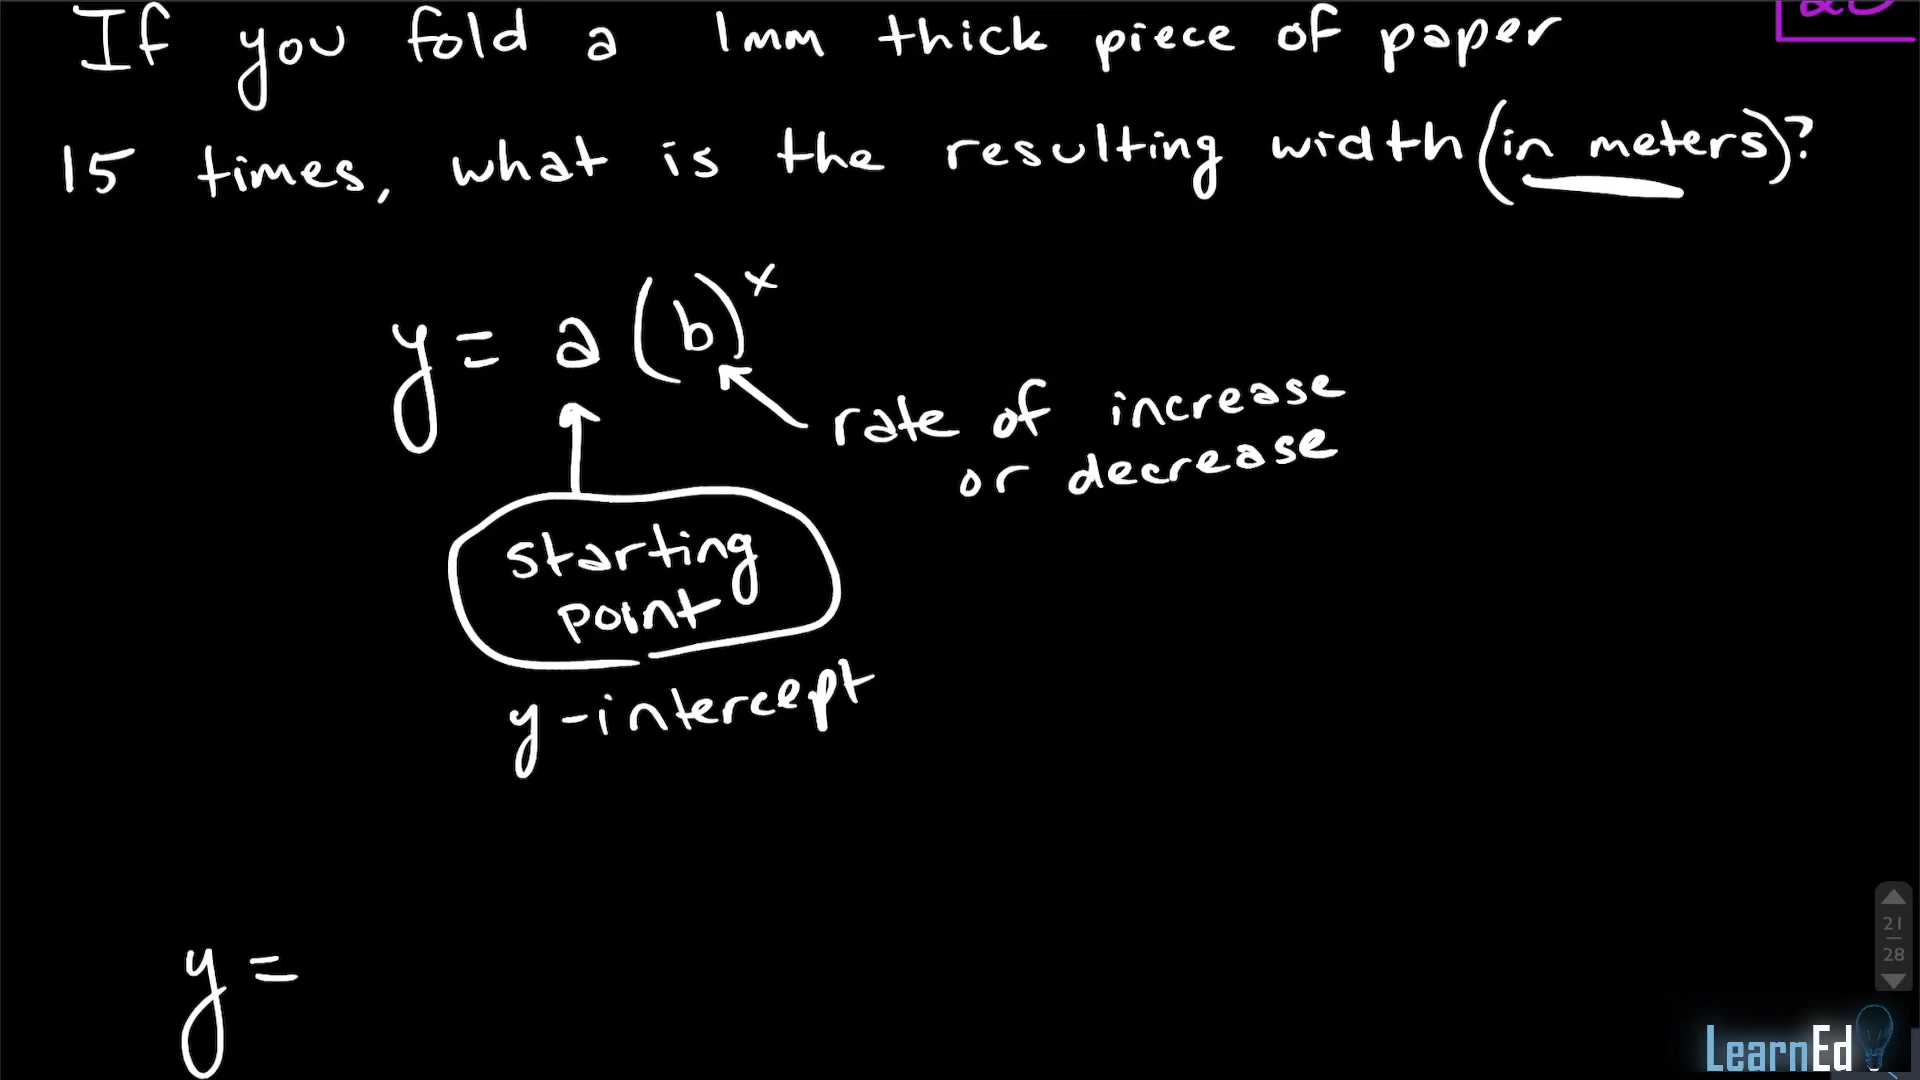 If you fold a 1mm thick piece of paper
15 times, what is the resulting width (in meters)?
y = a (b)^x
rate of increase
or decrease
starting
point
y-intercept
y =
21
28
LearnEd